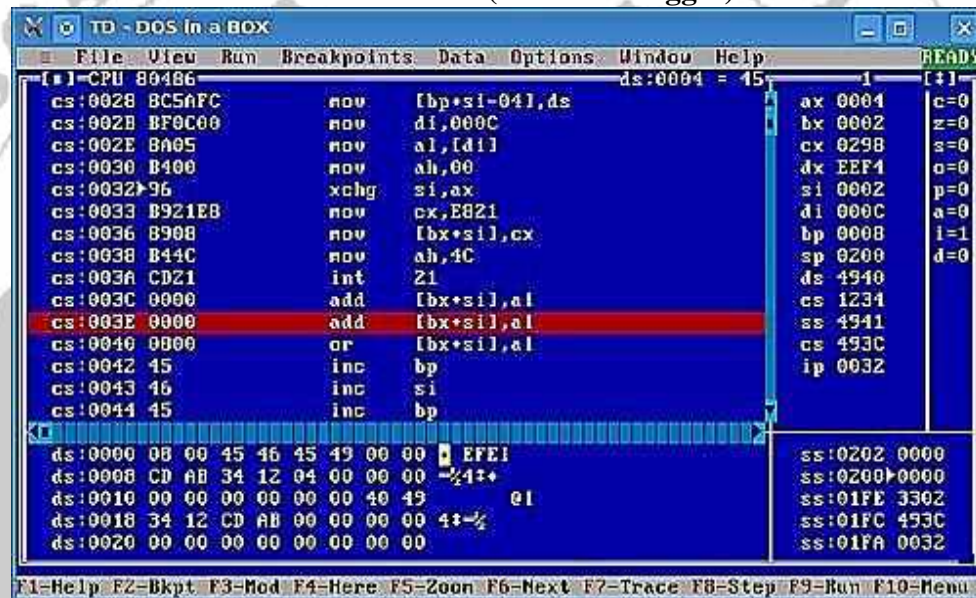 TD - DOS in a BOX
≡ File View Run Breakpoints Data Options Window Help READY
[■]-CPU 80486 ds:0004 = 45 1 [↕]
cs:0028 8C5AFC mov [bp+si-04],ds
cs:002B BF0C00 mov di,000C
cs:002E 8A05 mov al,[di]
cs:0030 B400 mov ah,00
cs:0032►96 xchg si,ax
cs:0033 B921E8 mov cx,E821
cs:0036 8908 mov [bx+si],cx
cs:0038 B44C mov ah,4C
cs:003A CD21 int 21
cs:003C 0000 add [bx+si],al
cs:003E 0000 add [bx+si],al
cs:0040 0800 or [bx+si],al
cs:0042 45 inc bp
cs:0043 46 inc si
cs:0044 45 inc bp
ax 0004 c=0
bx 0002 z=0
cx 0298 s=0
dx EEF4 o=0
si 0002 p=0
di 000C a=0
bp 0008 i=1
sp 0200 d=0
ds 4940
es 1234
ss 4941
cs 493C
ip 0032
ds:0000 08 00 45 46 45 49 00 00 ◘ EFEI
ds:0008 CD AB 34 12 04 00 00 00 ═½4↕♦
ds:0010 00 00 00 00 00 00 40 49 @I
ds:0018 34 12 CD AB 00 00 00 00 4↕═½
ds:0020 00 00 00 00 00 00 00 00
ss:0202 0000
ss:0200►0000
ss:01FE 3302
ss:01FC 493C
ss:01FA 0032
F1-Help F2-Bkpt F3-Mod F4-Here F5-Zoom F6-Next F7-Trace F8-Step F9-Run F10-Menu